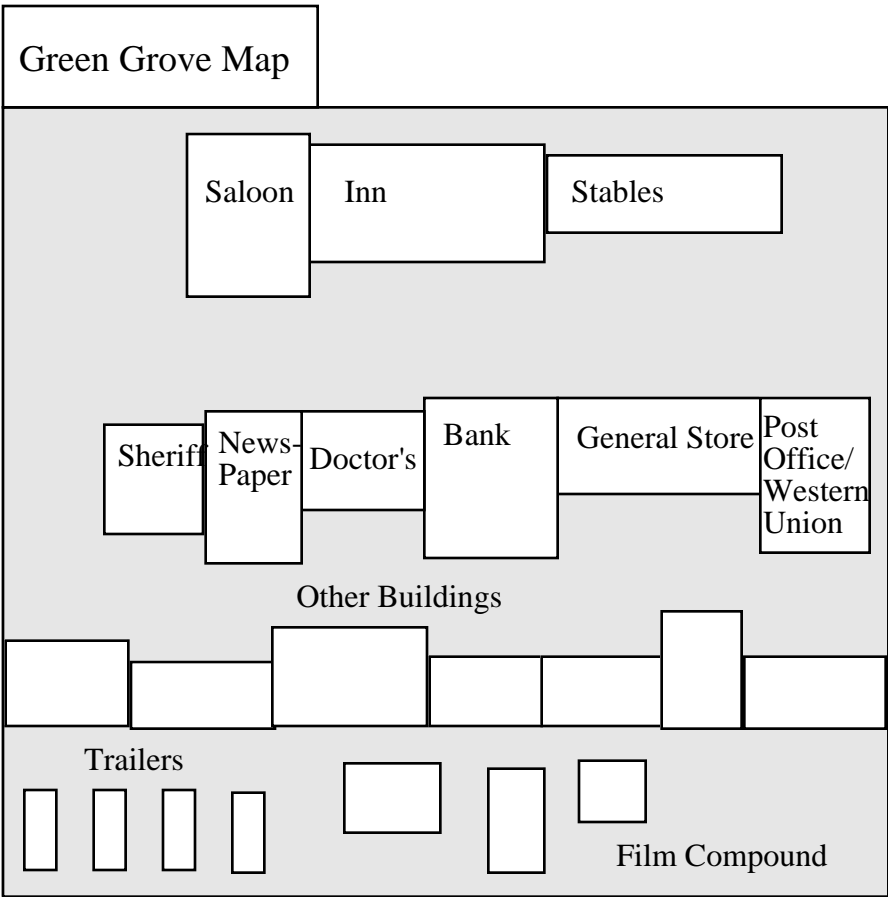 Green Grove Map
Saloon
Inn
Stables
Sheriff
News-
Paper
Doctor's
Bank
General Store
Post
Office/
Western
Union
Other Buildings
Trailers
Film Compound